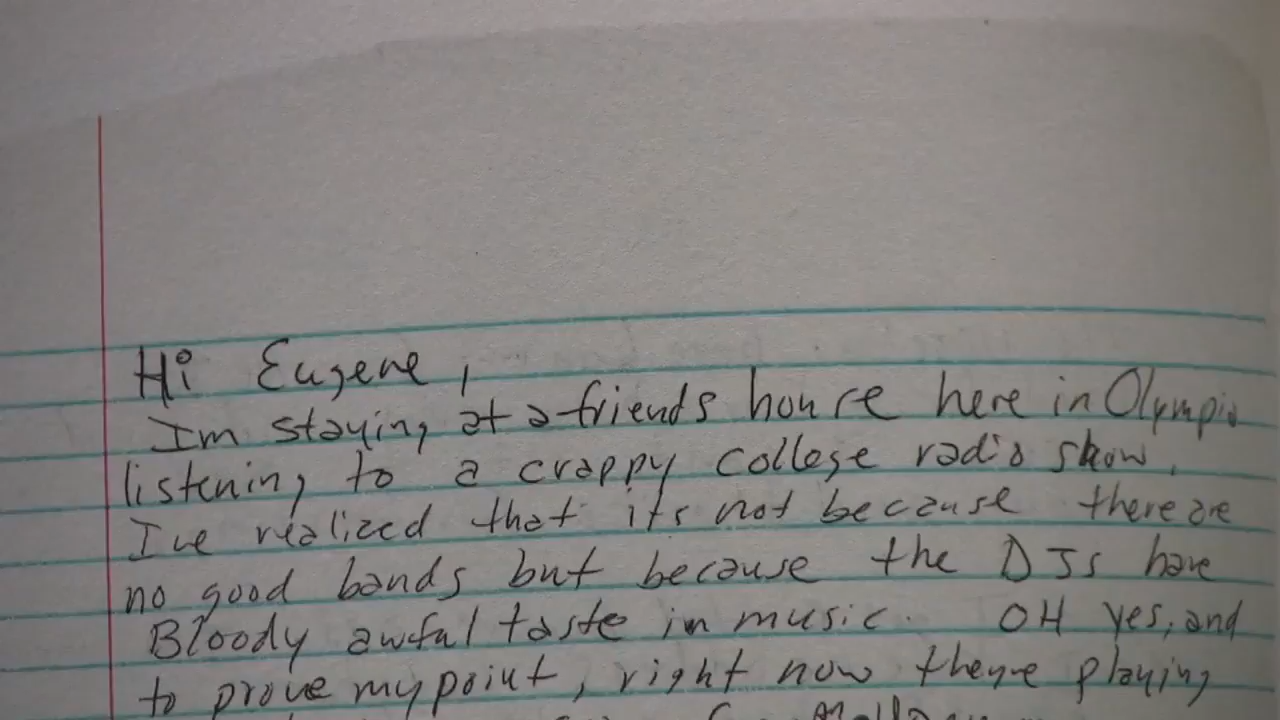 Hi Eugene,
Im staying at a friends house here in Olympia
listening to a crappy college radio show.
I've realized that it's not because there are
no good bands but because the DJs have
Bloody awful taste in music. OH yes, and
to prove my point, right now theyre playing